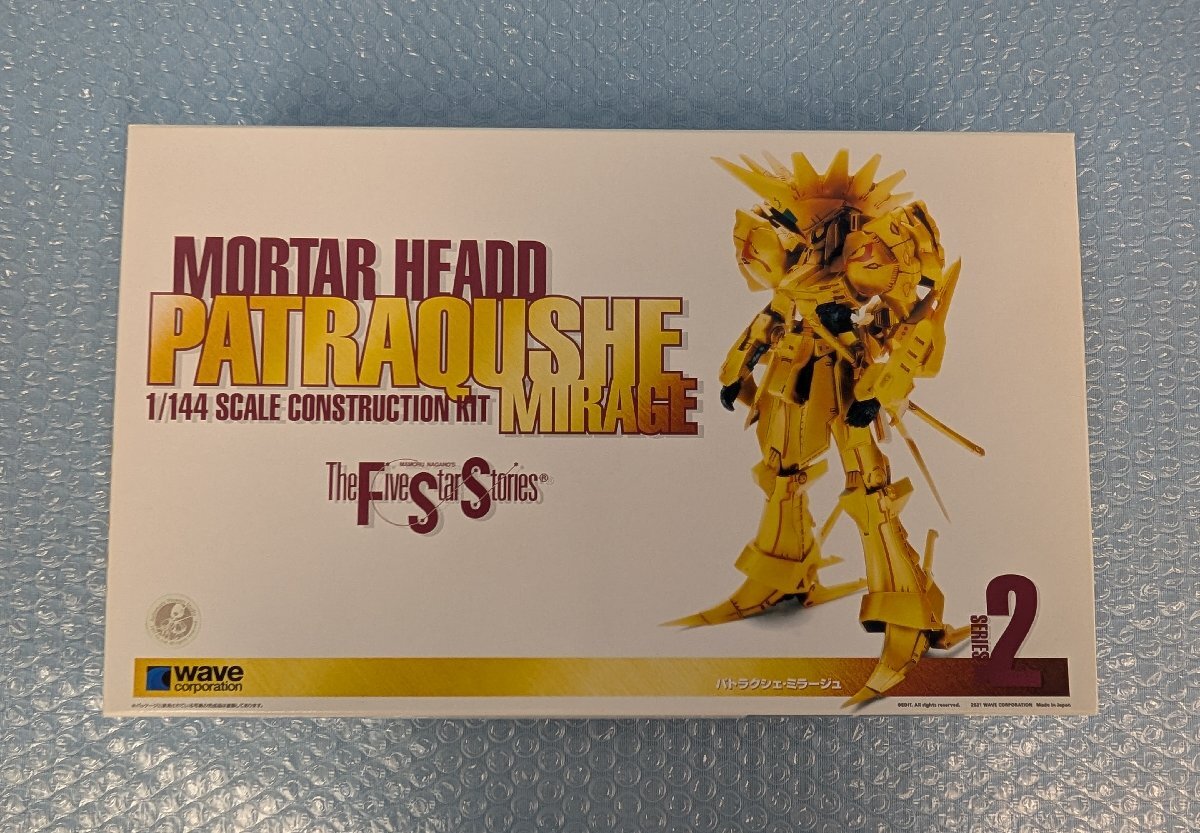 MORTAR HEADD
PATRAQUSHE
MIRAGE
1/144 SCALE CONSTRUCTION KIT
MAMORU NAGANO'S
The Five Star Stories®
SERIES 2
wave
corporation
パトラクシェ・ミラージュ
©EDIT, All rights reserved. 2021 WAVE CORPORATION Made in Japan